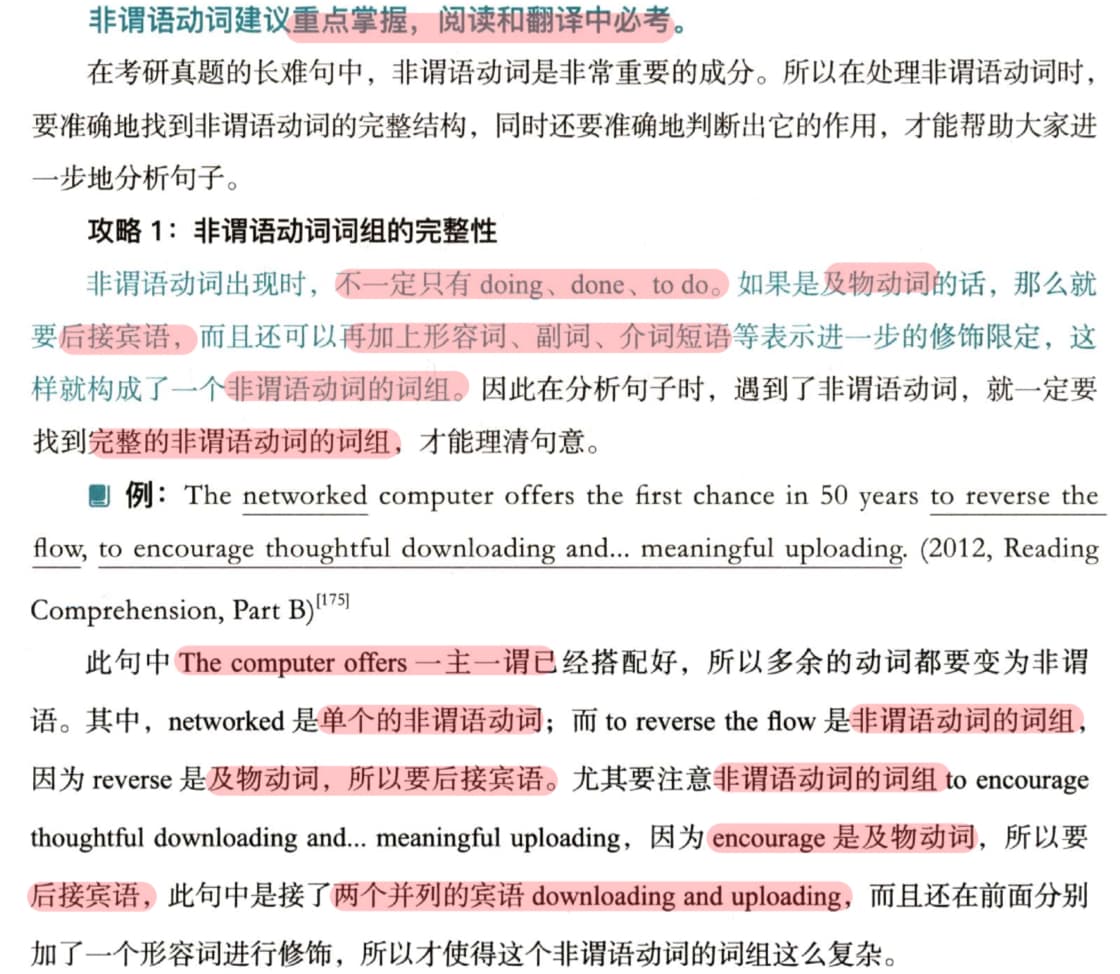 非谓语动词建议重点掌握，阅读和翻译中必考。
在考研真题的长难句中，非谓语动词是非常重要的成分。所以在处理非谓语动词时，
要准确地找到非谓语动词的完整结构，同时还要准确地判断出它的作用，才能帮助大家进
一步地分析句子。
攻略 1：非谓语动词词组的完整性
非谓语动词出现时，不一定只有 doing、done、to do。如果是及物动词的话，那么就
要后接宾语，而且还可以再加上形容词、副词、介词短语等表示进一步的修饰限定，这
样就构成了一个非谓语动词的词组。因此在分析句子时，遇到了非谓语动词，就一定要
找到完整的非谓语动词的词组，才能理清句意。
例：The networked computer offers the first chance in 50 years to reverse the
flow, to encourage thoughtful downloading and... meaningful uploading. (2012, Reading
Comprehension, Part B)[175]
此句中 The computer offers 一主一谓已经搭配好，所以多余的动词都要变为非谓
语。其中，networked 是单个的非谓语动词；而 to reverse the flow 是非谓语动词的词组，
因为 reverse 是及物动词，所以要后接宾语。尤其要注意非谓语动词的词组 to encourage
thoughtful downloading and... meaningful uploading，因为 encourage 是及物动词，所以要
后接宾语，此句中是接了两个并列的宾语 downloading and uploading，而且还在前面分别
加了一个形容词进行修饰，所以才使得这个非谓语动词的词组这么复杂。